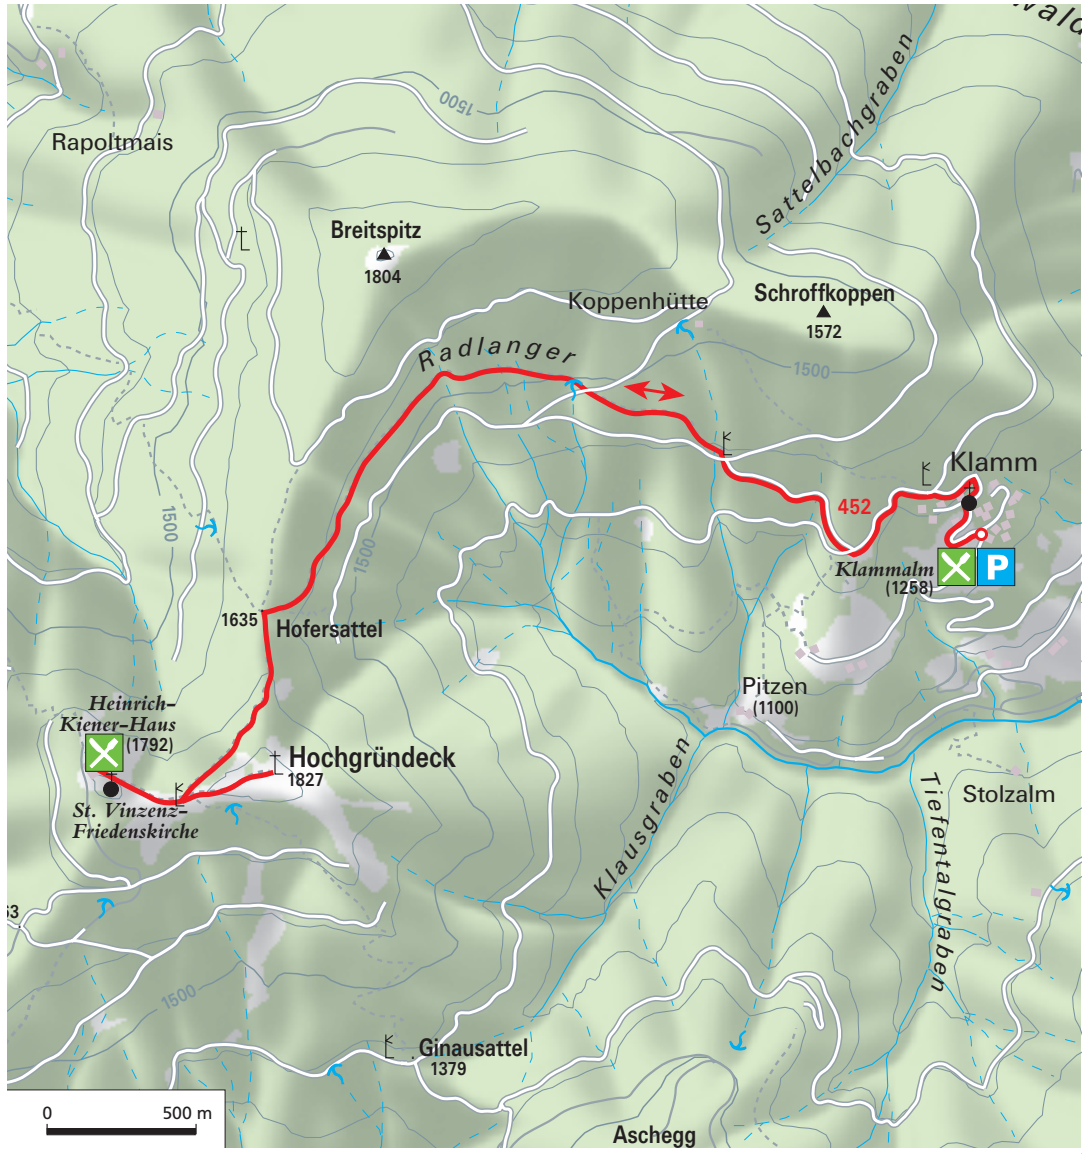 wald
Sattelbachgraben
1500
Rapoltmais
Breitspitz
1804
Koppenhütte
Schroffkoppen
1572
Radlanger
1500
Klamm
452
1500
1500
Klammalm
(1258)
P
1635
Hofersattel
Heinrich-
Kiener-Haus
(1792)
Pitzen
(1100)
Hochgründeck
1827
St. Vinzenz-
Friedenskirche
Klausgraben
Tiefentalgraben
Stolzalm
63
1500
Ginausattel
1379
0 500 m
Aschegg